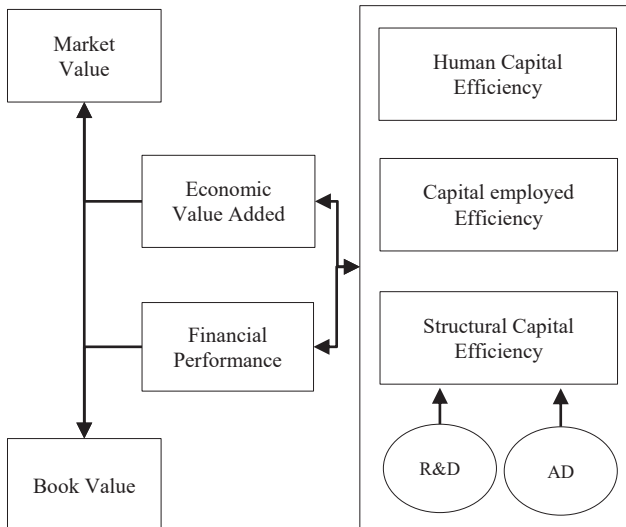 Market
Value
Human Capital
Efficiency
Economic
Value Added
Capital employed
Efficiency
Financial
Performance
Structural Capital
Efficiency
Book Value
R&D
AD